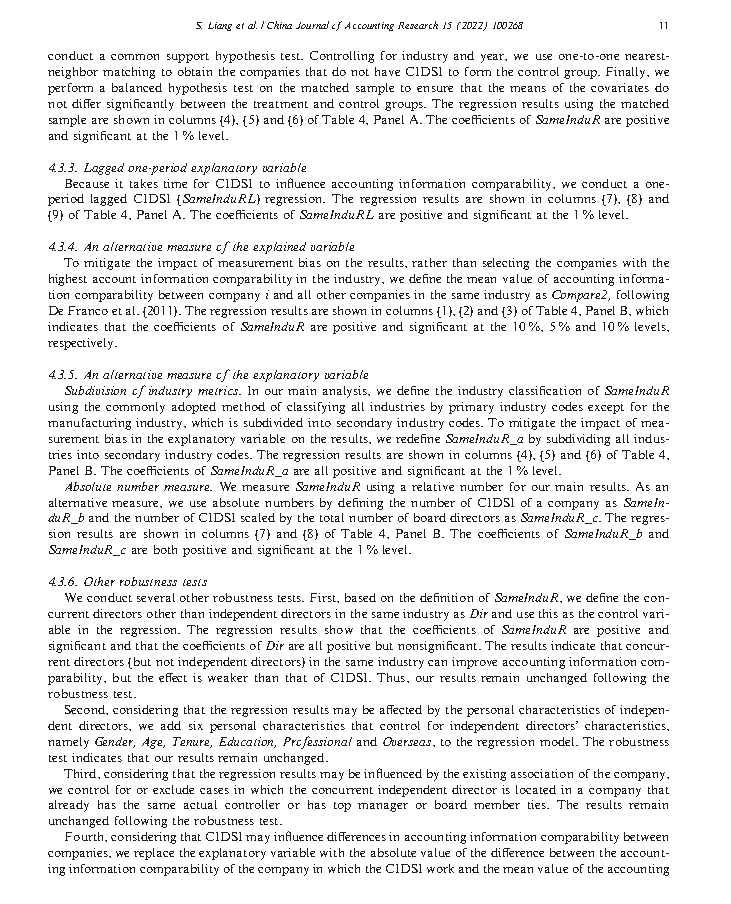 S. Liang et al. / China Journal of Accounting Research 15 (2022) 100268 11
conduct a common support hypothesis test. Controlling for industry and year, we use one-to-one nearest-
neighbor matching to obtain the companies that do not have CIDSI to form the control group. Finally, we
perform a balanced hypothesis test on the matched sample to ensure that the means of the covariates do
not differ significantly between the treatment and control groups. The regression results using the matched
sample are shown in columns (4), (5) and (6) of Table 4, Panel A. The coefficients of SameInduR are positive
and significant at the 1 % level.
4.3.3. Lagged one-period explanatory variable
Because it takes time for CIDSI to influence accounting information comparability, we conduct a one-
period lagged CIDSI (SameInduRL) regression. The regression results are shown in columns (7), (8) and
(9) of Table 4, Panel A. The coefficients of SameInduRL are positive and significant at the 1 % level.
4.3.4. An alternative measure of the explained variable
To mitigate the impact of measurement bias on the results, rather than selecting the companies with the
highest account information comparability in the industry, we define the mean value of accounting informa-
tion comparability between company i and all other companies in the same industry as Compare2, following
De Franco et al. (2011). The regression results are shown in columns (1), (2) and (3) of Table 4, Panel B, which
indicates that the coefficients of SameInduR are positive and significant at the 10 %, 5 % and 10 % levels,
respectively.
4.3.5. An alternative measure of the explanatory variable
Subdivision of industry metrics. In our main analysis, we define the industry classification of SameInduR
using the commonly adopted method of classifying all industries by primary industry codes except for the
manufacturing industry, which is subdivided into secondary industry codes. To mitigate the impact of mea-
surement bias in the explanatory variable on the results, we redefine SameInduR_a by subdividing all indus-
tries into secondary industry codes. The regression results are shown in columns (4), (5) and (6) of Table 4,
Panel B. The coefficients of SameInduR_a are all positive and significant at the 1 % level.
Absolute number measure. We measure SameInduR using a relative number for our main results. As an
alternative measure, we use absolute numbers by defining the number of CIDSI of a company as SameIn-
duR_b and the number of CIDSI scaled by the total number of board directors as SameInduR_c. The regres-
sion results are shown in columns (7) and (8) of Table 4, Panel B. The coefficients of SameInduR_b and
SameInduR_c are both positive and significant at the 1 % level.
4.3.6. Other robustness tests
We conduct several other robustness tests. First, based on the definition of SameInduR, we define the con-
current directors other than independent directors in the same industry as Dir and use this as the control vari-
able in the regression. The regression results show that the coefficients of SameInduR are positive and
significant and that the coefficients of Dir are all positive but nonsignificant. The results indicate that concur-
rent directors (but not independent directors) in the same industry can improve accounting information com-
parability, but the effect is weaker than that of CIDSI. Thus, our results remain unchanged following the
robustness test.
Second, considering that the regression results may be affected by the personal characteristics of indepen-
dent directors, we add six personal characteristics that control for independent directors' characteristics,
namely Gender, Age, Tenure, Education, Professional and Overseas, to the regression model. The robustness
test indicates that our results remain unchanged.
Third, considering that the regression results may be influenced by the existing association of the company,
we control for or exclude cases in which the concurrent independent director is located in a company that
already has the same actual controller or has top manager or board member ties. The results remain
unchanged following the robustness test.
Fourth, considering that CIDSI may influence differences in accounting information comparability between
companies, we replace the explanatory variable with the absolute value of the difference between the account-
ing information comparability of the company in which the CIDSI work and the mean value of the accounting